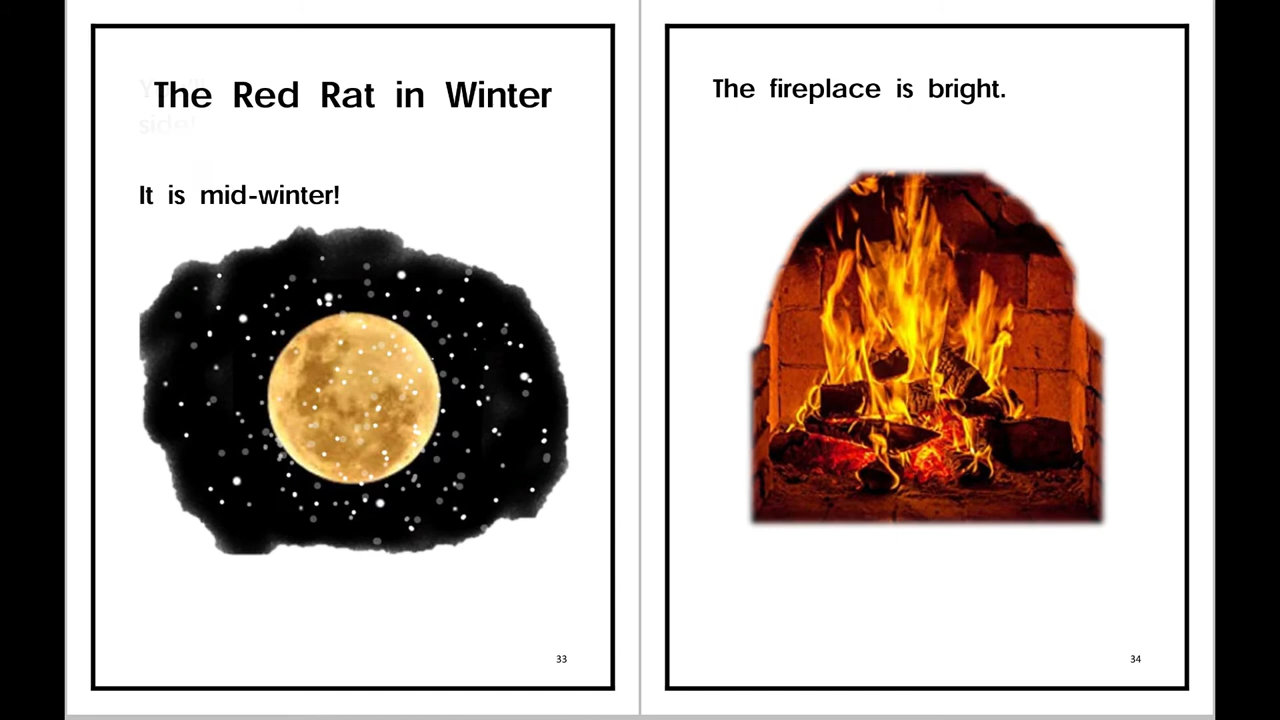 The Red Rat in Winter
It is mid-winter!
33
The fireplace is bright.
34